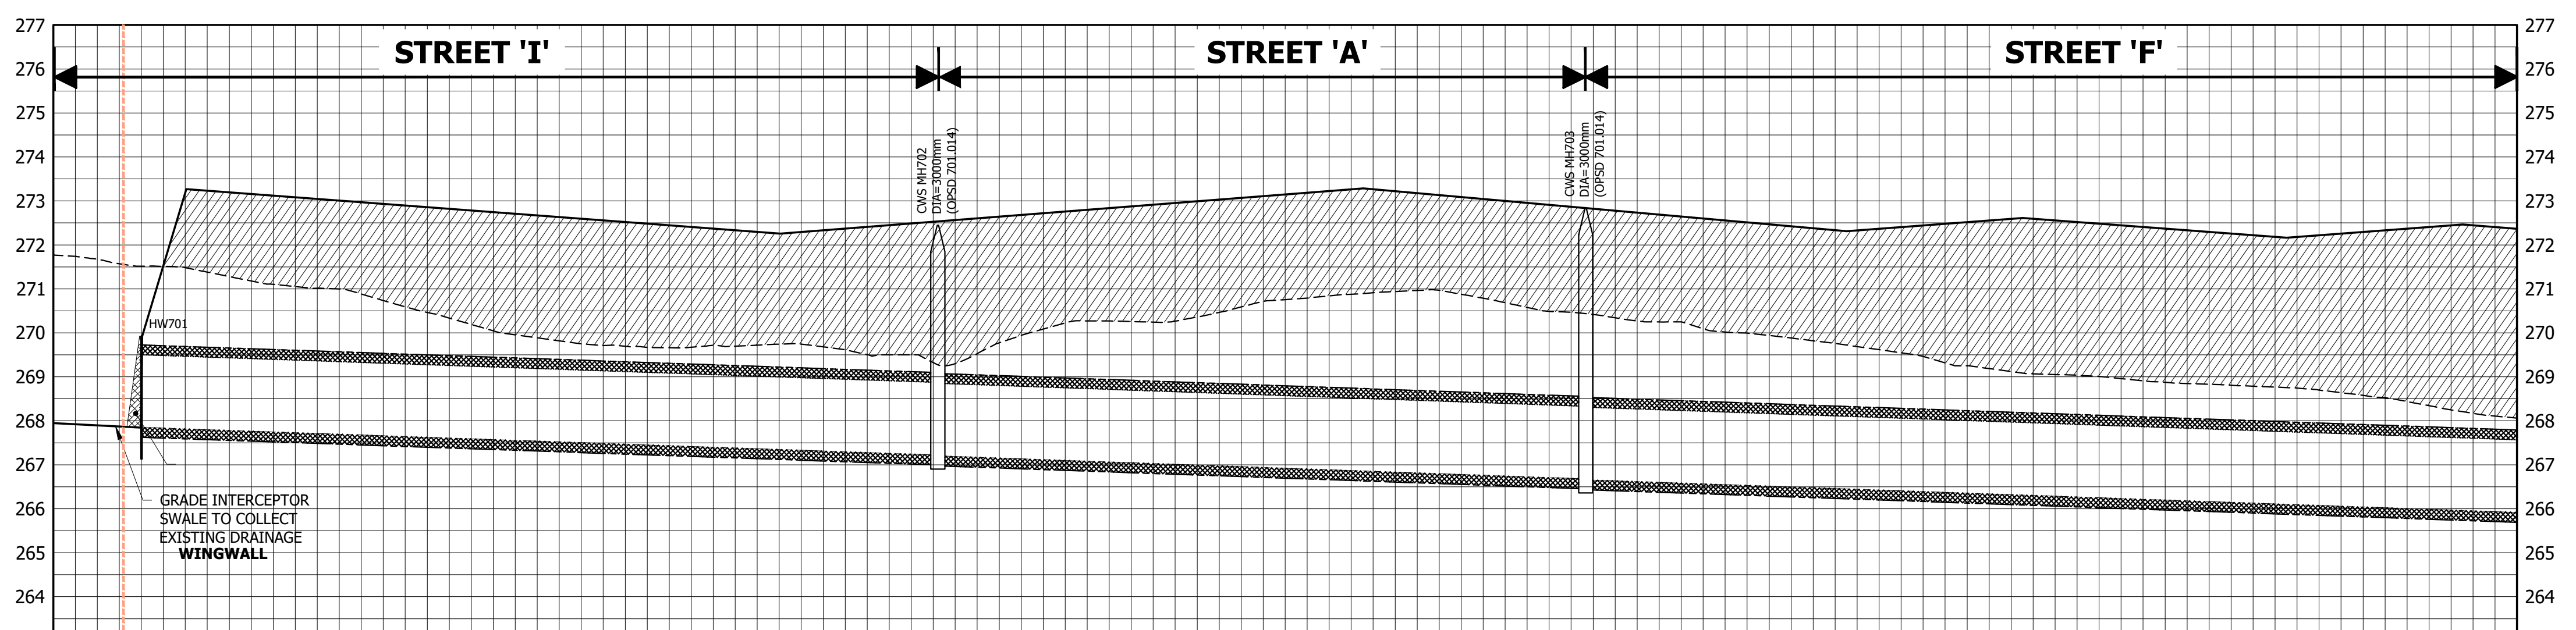 277
276
275
274
273
272
271
270
269
268
267
266
265
264
STREET 'I'
STREET 'A'
STREET 'F'
CWS MH702
DIA=3000mm
(OPSD 701.014)
CWS MH703
DIA=3000mm
(OPSD 701.014)
HW701
GRADE INTERCEPTOR
SWALE TO COLLECT
EXISTING DRAINAGE
WINGWALL
277
276
275
274
273
272
271
270
269
268
267
266
265
264